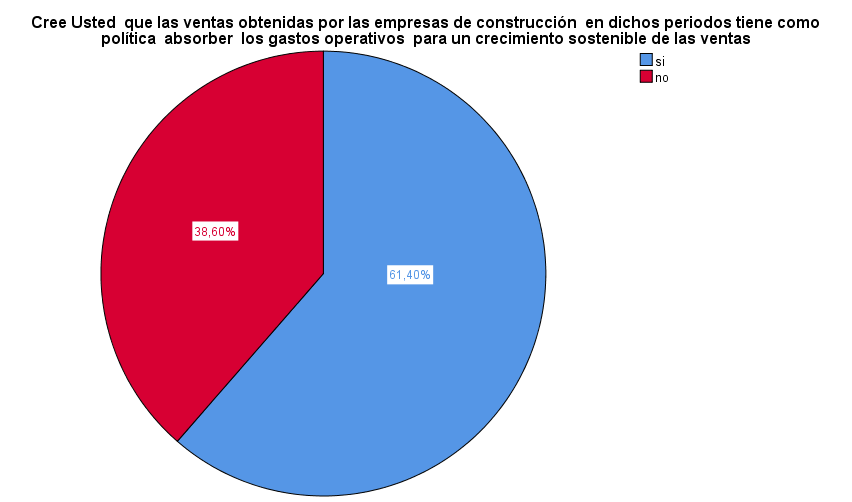 Cree Usted  que las ventas obtenidas por las empresas de construcción  en dichos periodos tiene como
política  absorber  los gastos operativos  para un crecimiento sostenible de las ventas
si
no
38,60%
61,40%